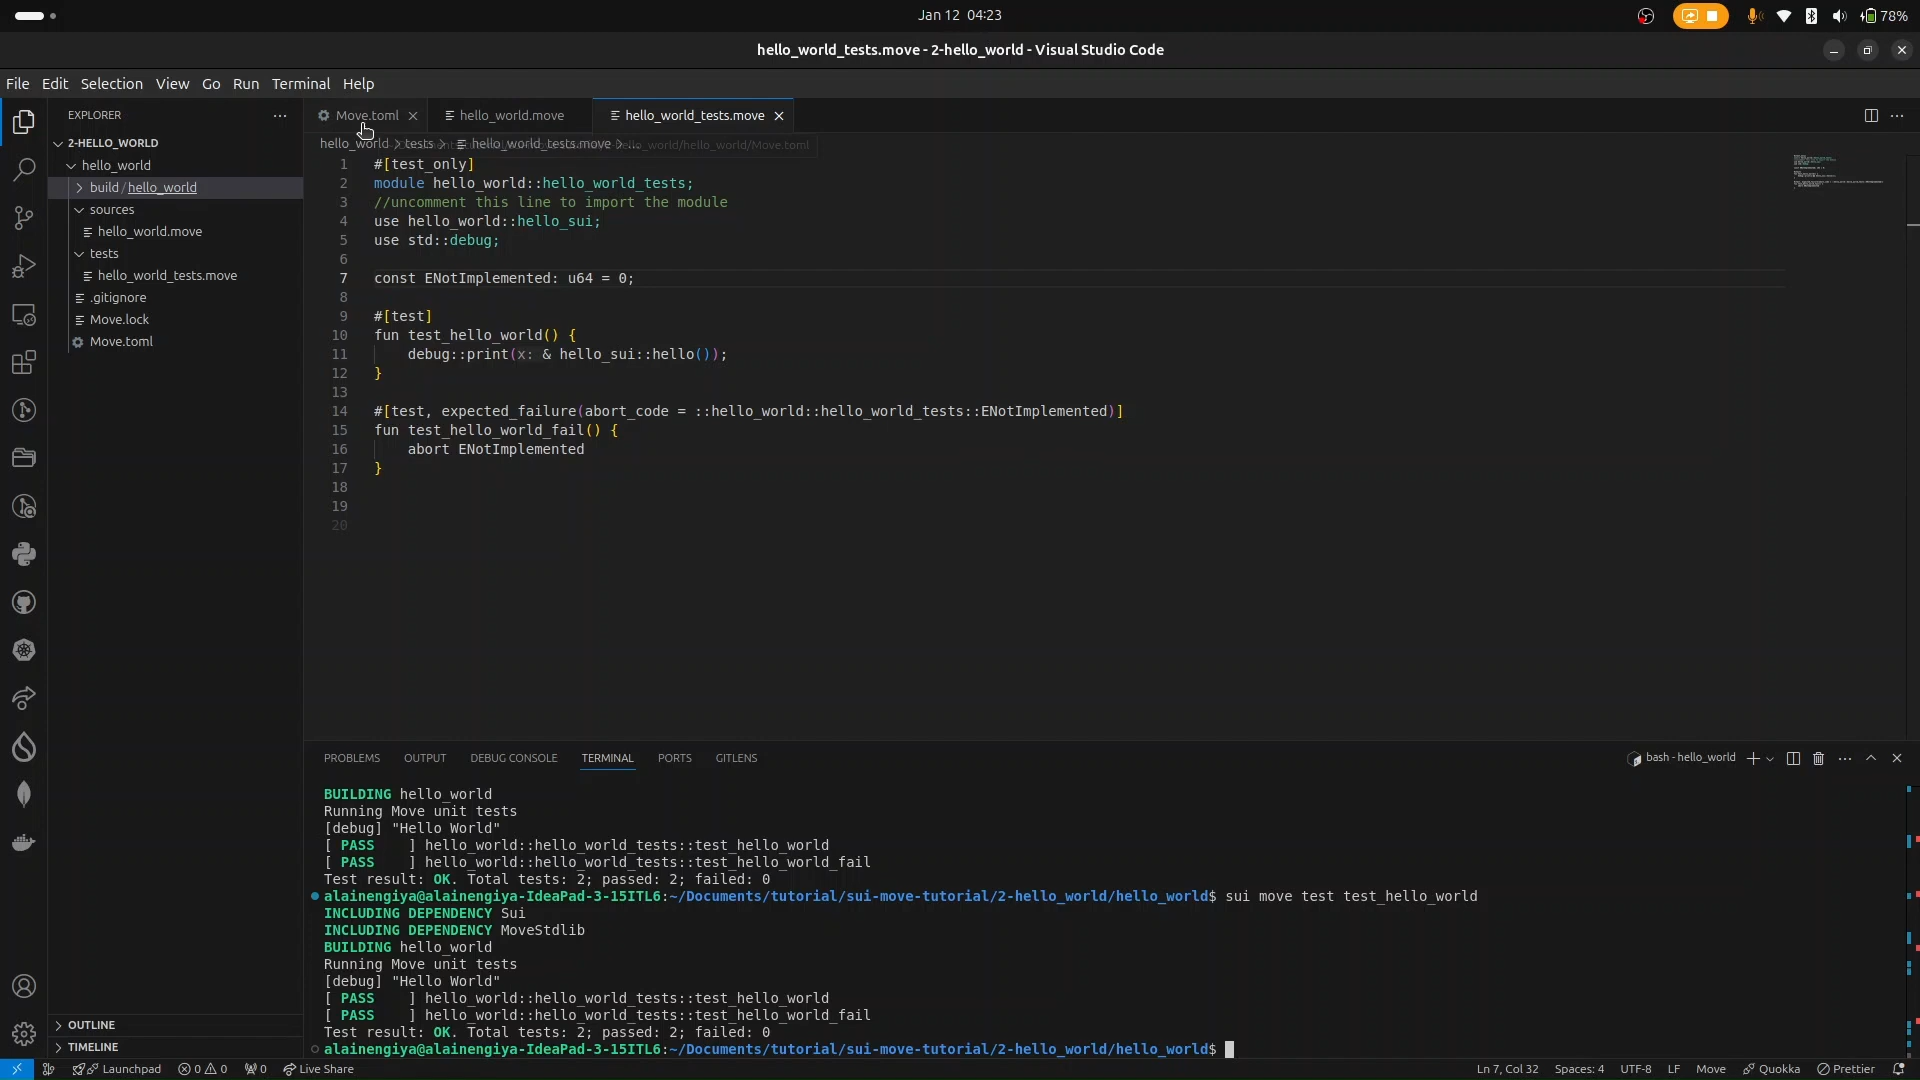 Jan 12 04:23
78%
hello_world_tests.move - 2-hello_world - Visual Studio Code
File Edit Selection View Go Run Terminal Help
EXPLORER
2-HELLO_WORLD
hello_world
build / hello_world
sources
hello_world.move
tests
hello_world_tests.move
.gitignore
Move.lock
Move.toml
OUTLINE
TIMELINE
Move.toml hello_world.move hello_world_tests.move
hello_world > tests > hello_world_tests.move > ...
1 #[test_only]
2 module hello_world::hello_world_tests;
3 //uncomment this line to import the module
4 use hello_world::hello_sui;
5 use std::debug;
6
7 const ENotImplemented: u64 = 0;
8
9 #[test]
10 fun test_hello_world() {
11 debug::print(x: & hello_sui::hello());
12 }
13
14 #[test, expected_failure(abort_code = ::hello_world::hello_world_tests::ENotImplemented)]
15 fun test_hello_world_fail() {
16 abort ENotImplemented
17 }
18
19
20
PROBLEMS OUTPUT DEBUG CONSOLE TERMINAL PORTS GITLENS
bash - hello_world
BUILDING hello_world
Running Move unit tests
[debug] "Hello World"
[ PASS ] hello_world::hello_world_tests::test_hello_world
[ PASS ] hello_world::hello_world_tests::test_hello_world_fail
Test result: OK. Total tests: 2; passed: 2; failed: 0
alainengiya@alainengiya-IdeaPad-3-15ITL6:~/Documents/tutorial/sui-move-tutorial/2-hello_world/hello_world$ sui move test test_hello_world
INCLUDING DEPENDENCY Sui
INCLUDING DEPENDENCY MoveStdlib
BUILDING hello_world
Running Move unit tests
[debug] "Hello World"
[ PASS ] hello_world::hello_world_tests::test_hello_world
[ PASS ] hello_world::hello_world_tests::test_hello_world_fail
Test result: OK. Total tests: 2; passed: 2; failed: 0
alainengiya@alainengiya-IdeaPad-3-15ITL6:~/Documents/tutorial/sui-move-tutorial/2-hello_world/hello_world$
Launchpad 0 0 0 Live Share Ln 7, Col 32 Spaces: 4 UTF-8 LF Move Quokka Prettier